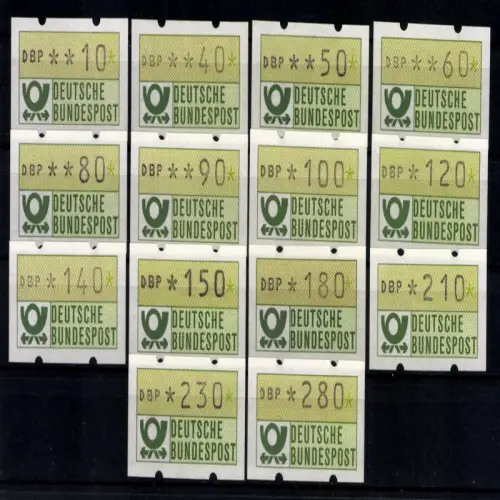 DBP **10*
DEUTSCHE
BUNDESPOST
DBP **40*
DEUTSCHE
BUNDESPOST
DBP **50*
DEUTSCHE
BUNDESPOST
DBP **60*
DEUTSCHE
BUNDESPOST
DBP **80*
DEUTSCHE
BUNDESPOST
DBP **90*
DEUTSCHE
BUNDESPOST
DBP *100*
DEUTSCHE
BUNDESPOST
DBP *120*
DEUTSCHE
BUNDESPOST
DBP *140*
DEUTSCHE
BUNDESPOST
DBP *150*
DEUTSCHE
BUNDESPOST
DBP *180*
DEUTSCHE
BUNDESPOST
DBP *210*
DEUTSCHE
BUNDESPOST
DBP *230*
DEUTSCHE
BUNDESPOST
DBP *280*
DEUTSCHE
BUNDESPOST